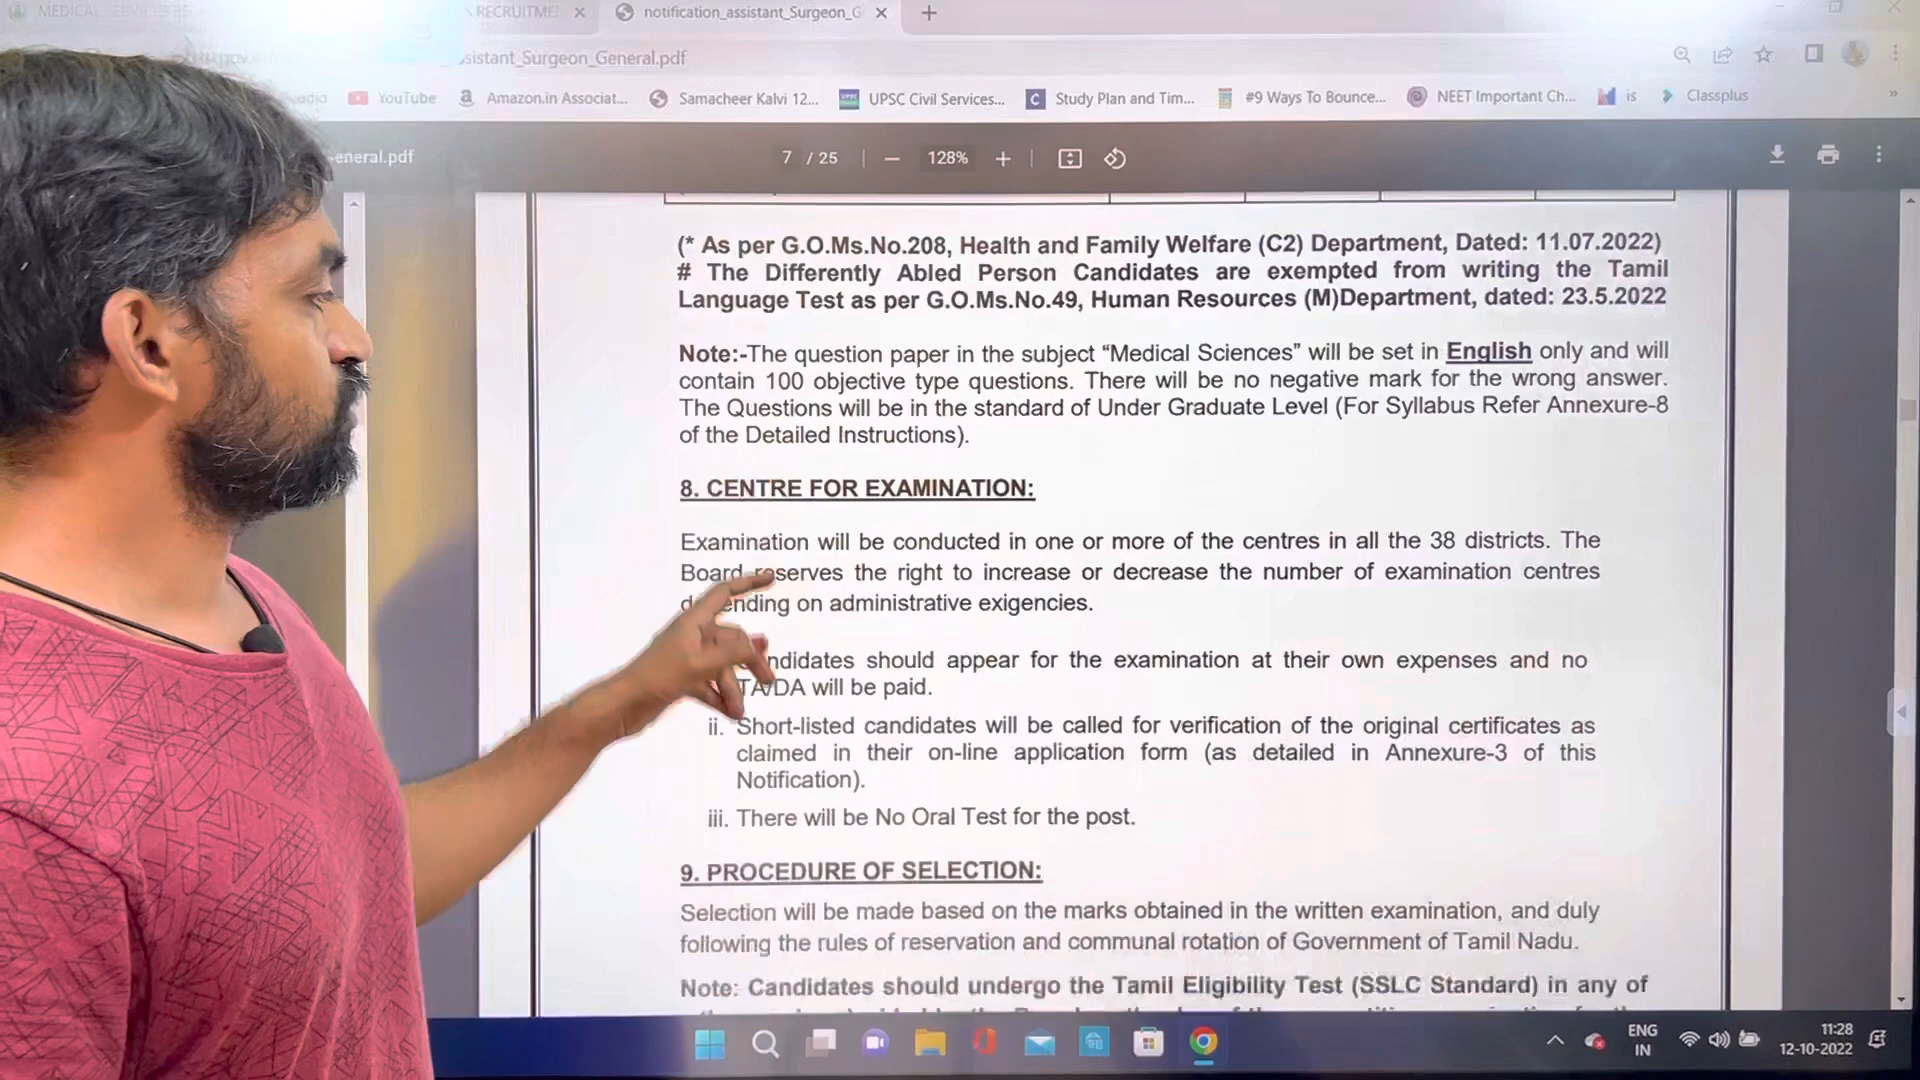 MEDICAL
RECRUITME
notification_assistant_Surgeon_G
sistant_Surgeon_General.pdf
YouTube
Amazon.in Associat...
Samacheer Kalvi 12...
UPSC Civil Services...
Study Plan and Tim...
#9 Ways To Bounce...
NEET Important Ch...
is
Classplus
»
eneral.pdf
7 / 25
128%
(* As per G.O.Ms.No.208, Health and Family Welfare (C2) Department, Dated: 11.07.2022)
# The Differently Abled Person Candidates are exempted from writing the Tamil
Language Test as per G.O.Ms.No.49, Human Resources (M)Department, dated: 23.5.2022
Note:-The question paper in the subject “Medical Sciences” will be set in English only and will
contain 100 objective type questions. There will be no negative mark for the wrong answer.
The Questions will be in the standard of Under Graduate Level (For Syllabus Refer Annexure-8
of the Detailed Instructions).
8. CENTRE FOR EXAMINATION:
Examination will be conducted in one or more of the centres in all the 38 districts. The
Board reserves the right to increase or decrease the number of examination centres
ending on administrative exigencies.
ndidates should appear for the examination at their own expenses and no
TA/DA will be paid.
ii. Short-listed candidates will be called for verification of the original certificates as
claimed in their on-line application form (as detailed in Annexure-3 of this
Notification).
iii. There will be No Oral Test for the post.
9. PROCEDURE OF SELECTION:
Selection will be made based on the marks obtained in the written examination, and duly
following the rules of reservation and communal rotation of Government of Tamil Nadu.
Note: Candidates should undergo the Tamil Eligibility Test (SSLC Standard) in any of
ENG
IN
11:28
12-10-2022